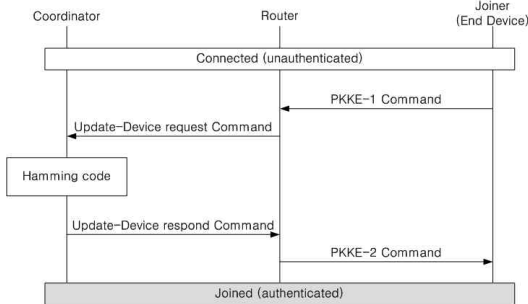 Coordinator
Router
Joiner
(End Device)
Connected (unauthenticated)
PKKE-1 Command
Update-Device request Command
Hamming code
Update-Device respond Command
PKKE-2 Command
Joined (authenticated)